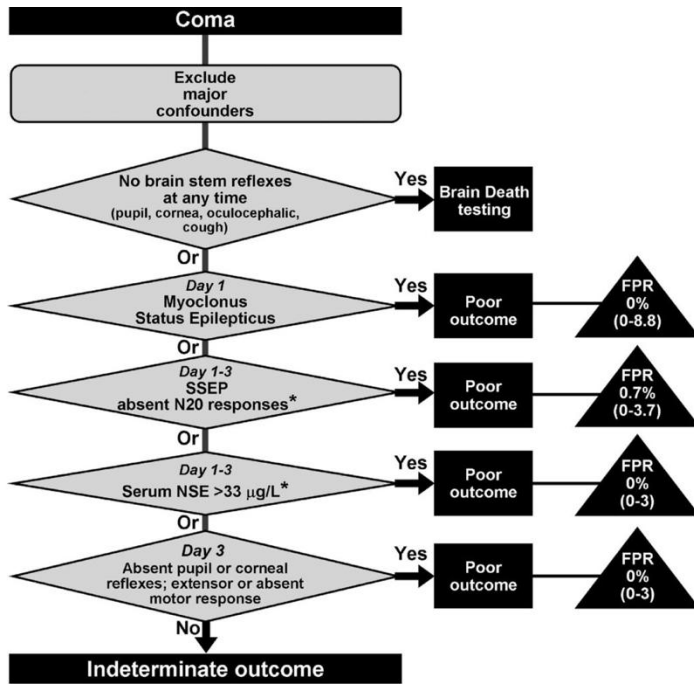 Coma
Exclude
major
confounders
No brain stem reflexes
at any time
(pupil, cornea, oculocephalic,
cough)
Yes
Brain Death
testing
Or
Day 1
Myoclonus
Status Epilepticus
Yes
Poor
outcome
FPR
0%
(0-8.8)
Or
Day 1-3
SSEP
absent N20 responses*
Yes
Poor
outcome
FPR
0.7%
(0-3.7)
Or
Day 1-3
Serum NSE >33 μg/L*
Yes
Poor
outcome
FPR
0%
(0-3)
Or
Day 3
Absent pupil or corneal
reflexes; extensor or absent
motor response
Yes
Poor
outcome
FPR
0%
(0-3)
No
Indeterminate outcome